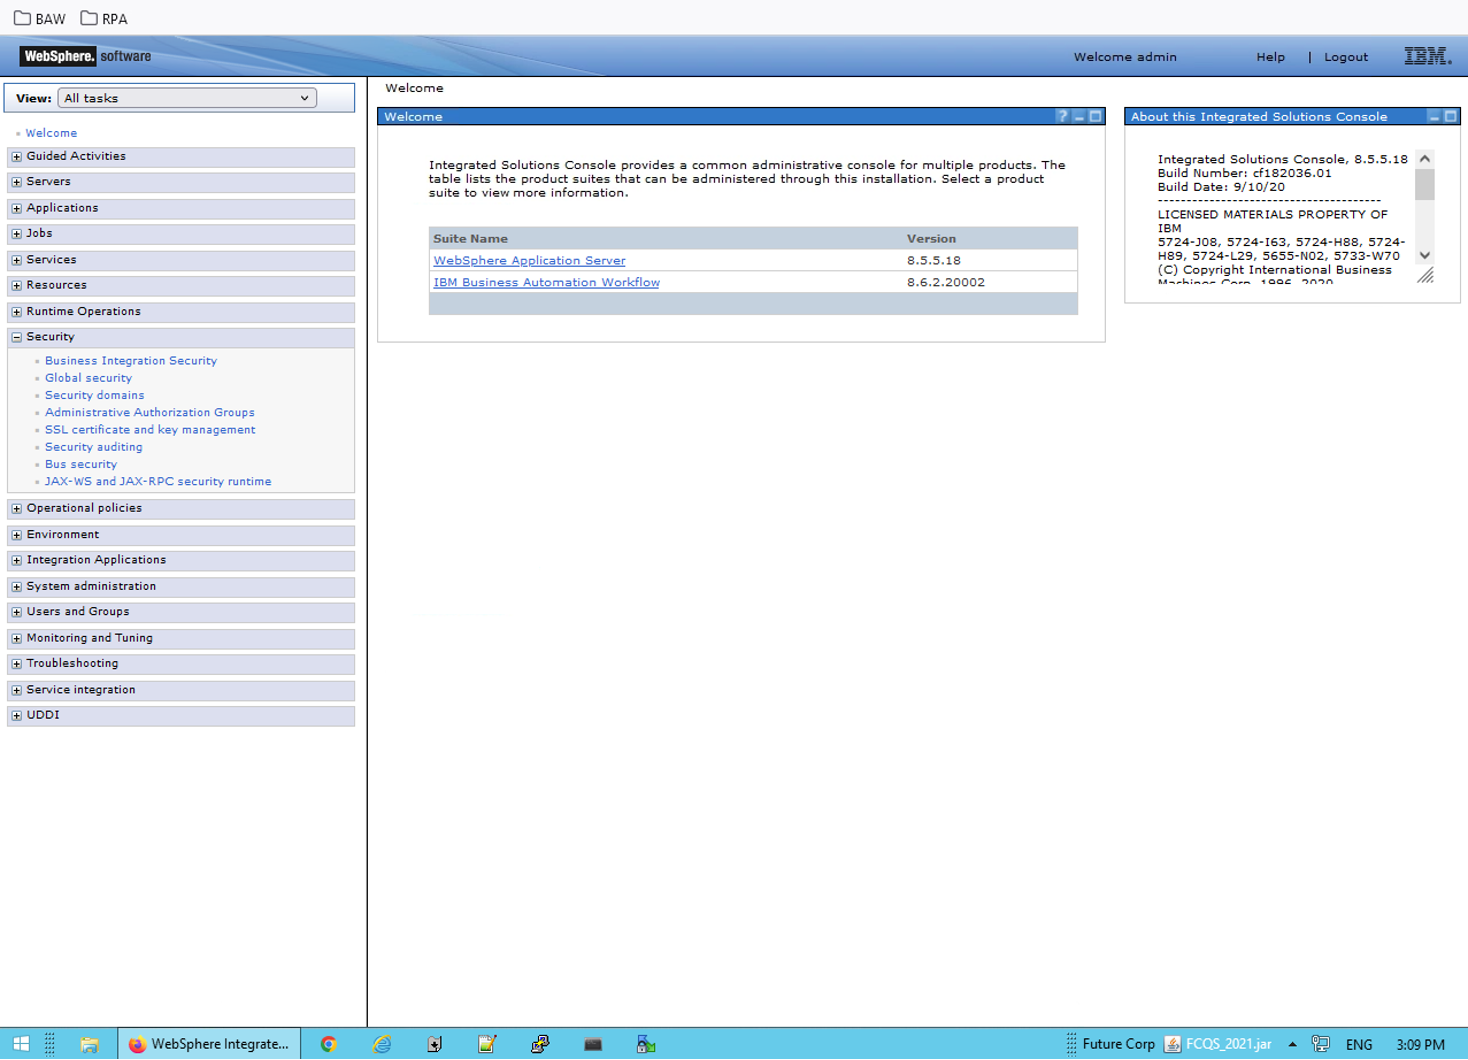 BAW RPA
WebSphere. software
Welcome admin Help | Logout IBM.
View: All tasks
Welcome
Guided Activities
Servers
Applications
Jobs
Services
Resources
Runtime Operations
Security
Business Integration Security
Global security
Security domains
Administrative Authorization Groups
SSL certificate and key management
Security auditing
Bus security
JAX-WS and JAX-RPC security runtime
Operational policies
Environment
Integration Applications
System administration
Users and Groups
Monitoring and Tuning
Troubleshooting
Service integration
UDDI
Welcome
Welcome
Integrated Solutions Console provides a common administrative console for multiple products. The
table lists the product suites that can be administered through this installation. Select a product
suite to view more information.
Suite Name Version
WebSphere Application Server 8.5.5.18
IBM Business Automation Workflow 8.6.2.20002
About this Integrated Solutions Console
Integrated Solutions Console, 8.5.5.18
Build Number: cf182036.01
Build Date: 9/10/20
---------------------------------------
LICENSED MATERIALS PROPERTY OF
IBM
5724-J08, 5724-I63, 5724-H88, 5724-
H89, 5724-L29, 5655-N02, 5733-W70
(C) Copyright International Business
Machines Corp. 1996, 2020
WebSphere Integrate...
Future Corp FCQS_2021.jar ENG 3:09 PM